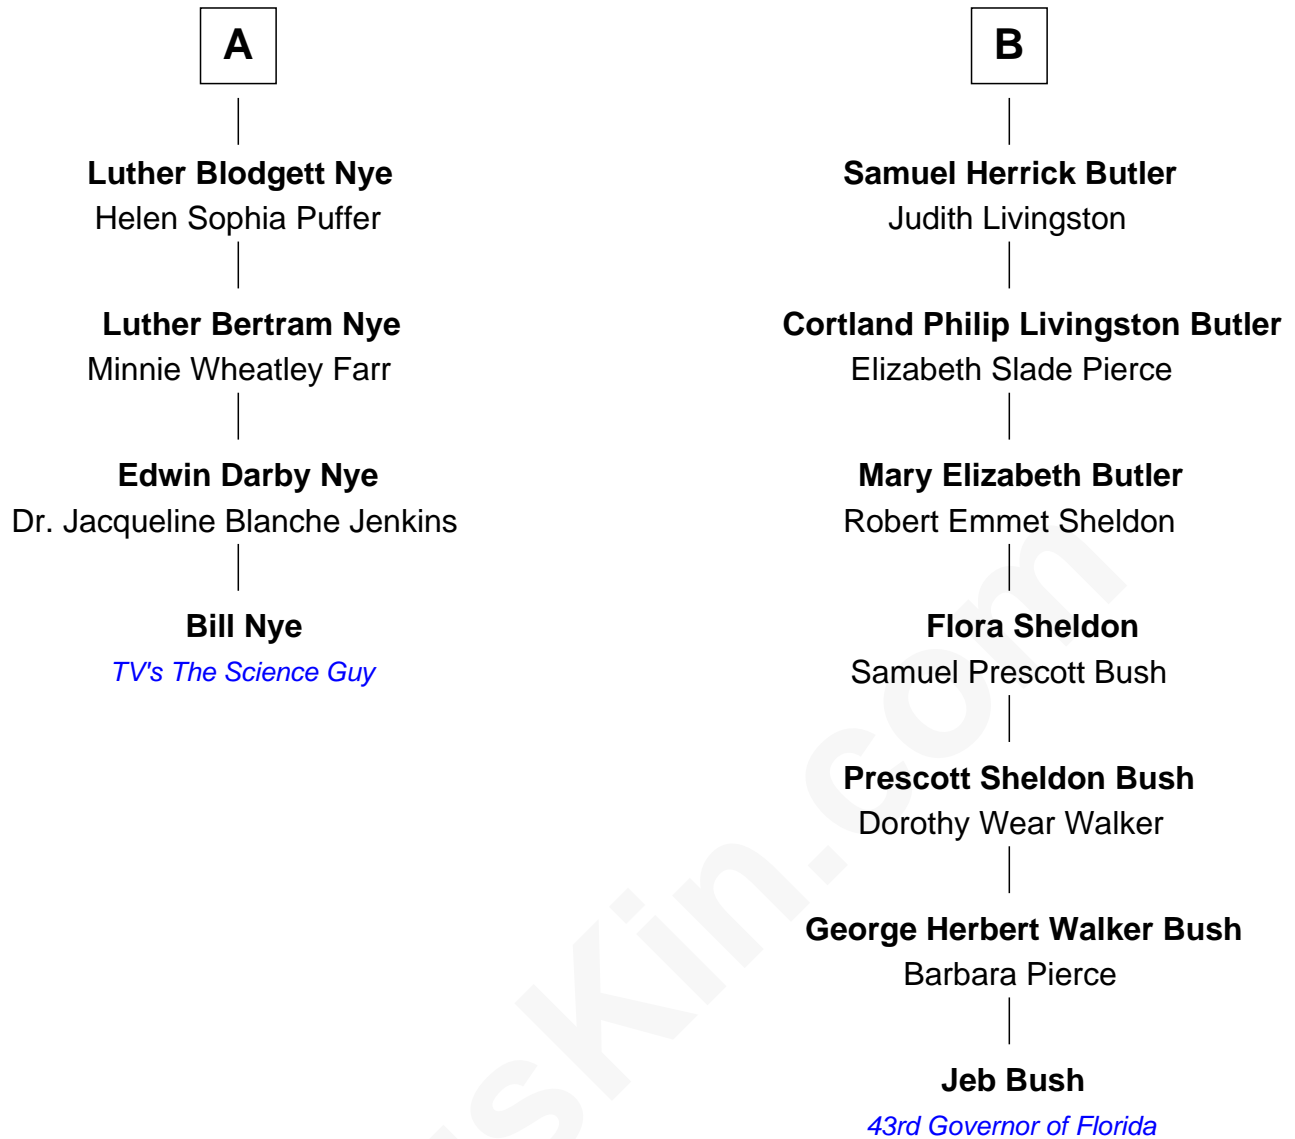 A
Luther Blodgett Nye
Helen Sophia Puffer
Luther Bertram Nye
Minnie Wheatley Farr
Edwin Darby Nye
Dr. Jacqueline Blanche Jenkins
Bill Nye
TV's The Science Guy
B
Samuel Herrick Butler
Judith Livingston
Cortland Philip Livingston Butler
Elizabeth Slade Pierce
Mary Elizabeth Butler
Robert Emmet Sheldon
Flora Sheldon
Samuel Prescott Bush
Prescott Sheldon Bush
Dorothy Wear Walker
George Herbert Walker Bush
Barbara Pierce
Jeb Bush
43rd Governor of Florida